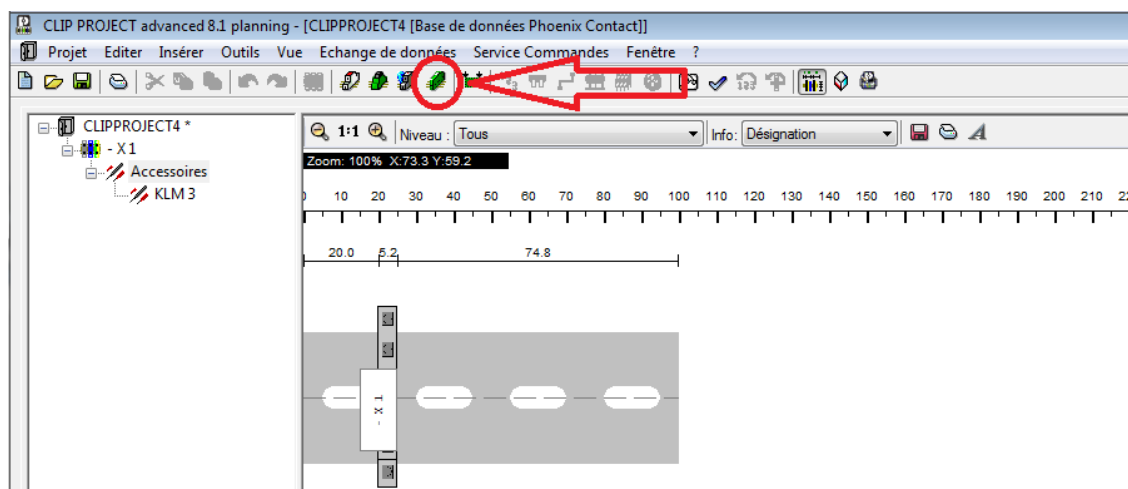 CLIP PROJECT advanced 8.1 planning - [CLIPPROJECT4 [Base de données Phoenix Contact]]
Projet Editer Insérer Outils Vue Echange de données Service Commandes Fenêtre ?
CLIPPROJECT4 *
- X 1
Accessoires
KLM 3
1:1 Niveau : Tous Info: Désignation A
Zoom: 100% X:73.3 Y:59.2
10 20 30 40 50 60 70 80 90 100 110 120 130 140 150 160 170 180 190 200 210
20.0 5.2 74.8
- X 1